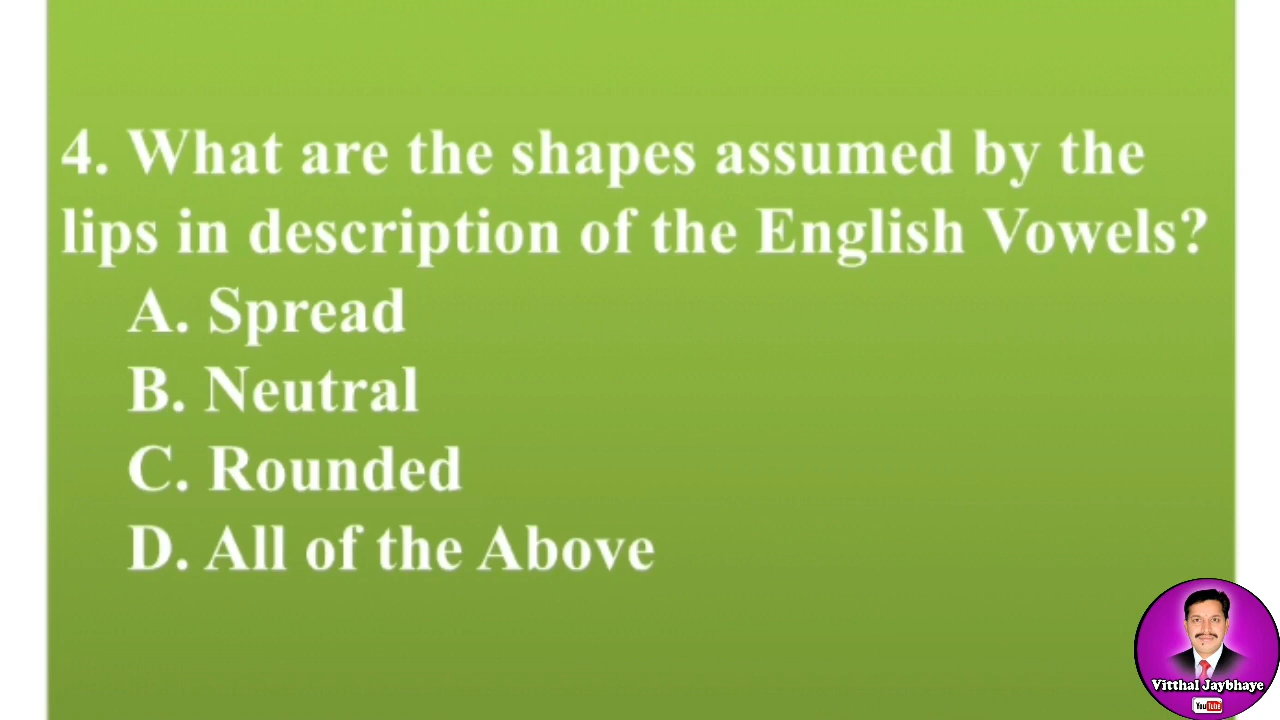 4. What are the shapes assumed by the
lips in description of the English Vowels?
A. Spread
B. Neutral
C. Rounded
D. All of the Above
Vitthal Jaybhaye
YouTube